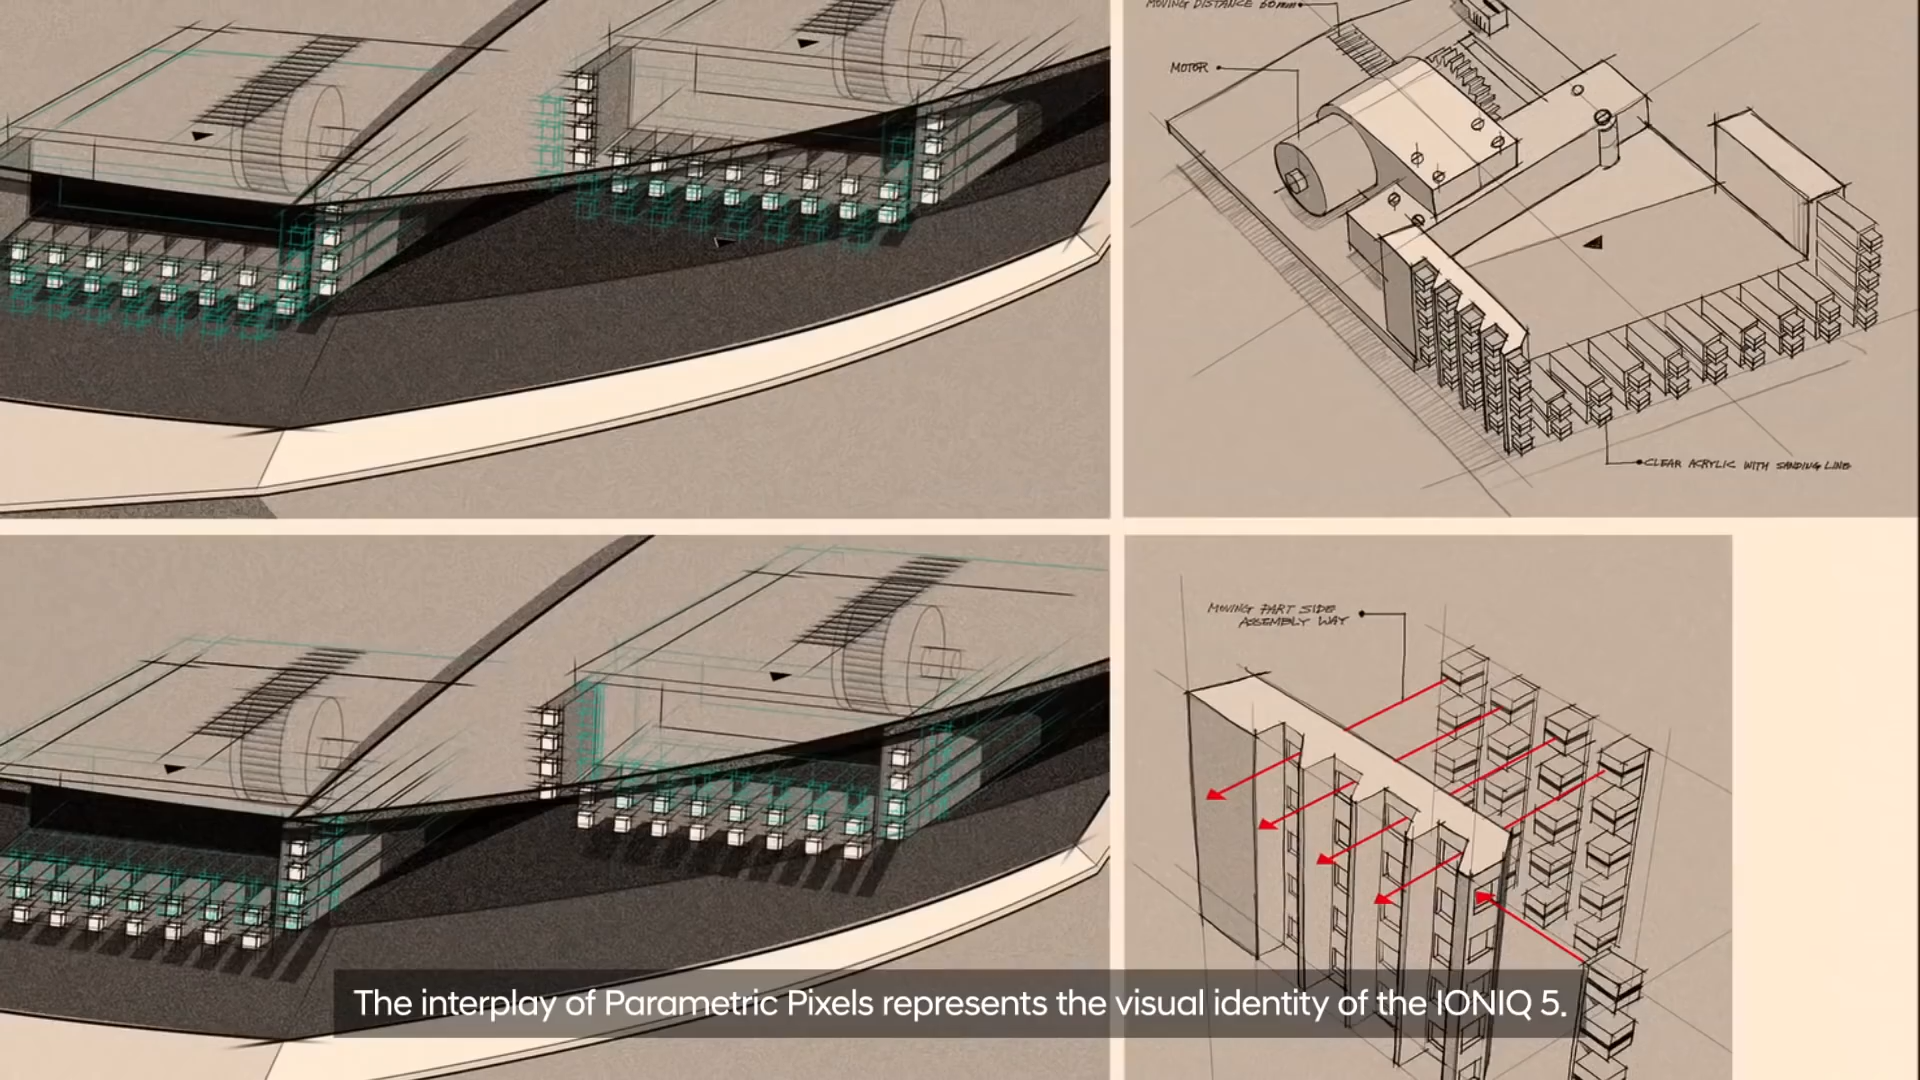 MOVING DISTANCE 60mm
MOTOR
CLEAR ACRYLIC WITH SANDING LINE
MOVING PART SIDE
ASSEMBLY WAY
The interplay of Parametric Pixels represents the visual identity of the IONIQ 5.